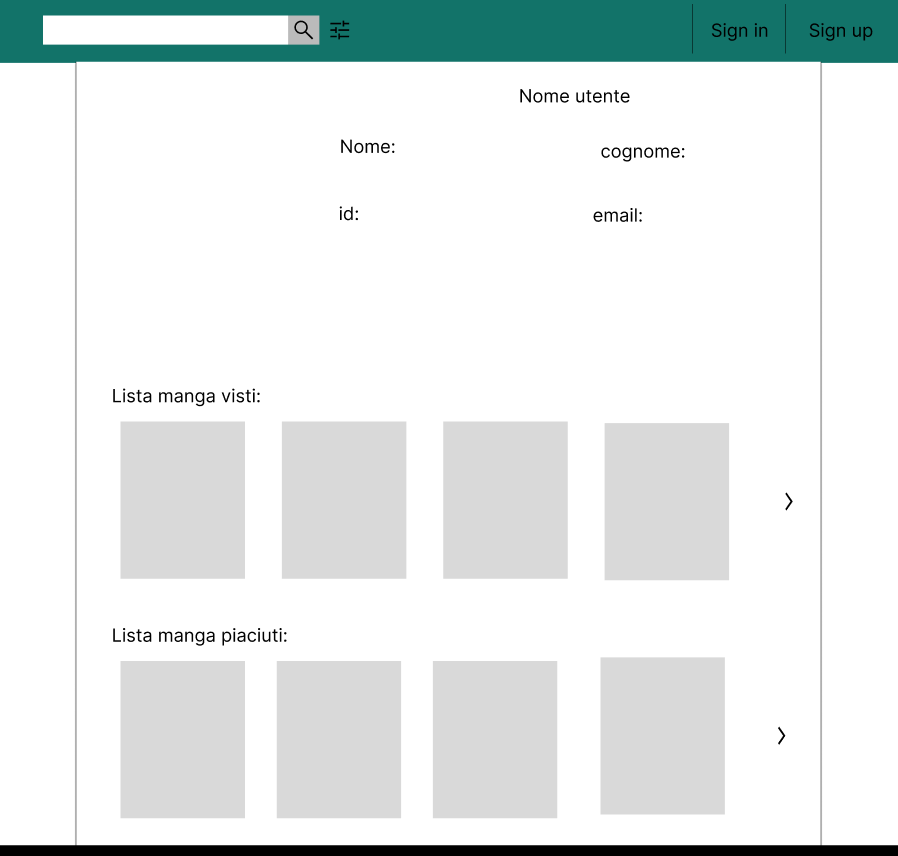 Sign in
Sign up
Nome utente
Nome:
cognome:
id:
email:
Lista manga visti:
Lista manga piaciuti: